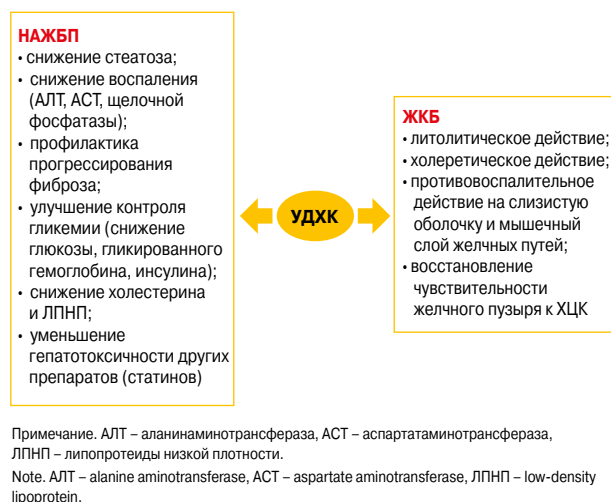 НАЖБП
• снижение стеатоза;
• снижение воспаления
(АЛТ, АСТ, щелочной
фосфатазы);
• профилактика
прогрессирования
фиброза;
• улучшение контроля
гликемии (снижение
глюкозы, гликированного
гемоглобина, инсулина);
• снижение холестерина
и ЛПНП;
• уменьшение
гепатотоксичности других
препаратов (статинов)
УДХК
ЖКБ
• литолитическое действие;
• холеретическое действие;
• противовоспалительное
действие на слизистую
оболочку и мышечный
слой желчных путей;
• восстановление
чувствительности
желчного пузыря к ХЦК
Примечание. АЛТ – аланинаминотрансфераза, АСТ – аспартатаминотрансфераза,
ЛПНП – липопротеиды низкой плотности.
Note. АЛТ – alanine aminotransferase, АСТ – aspartate aminotransferase, ЛПНП – low-density
lipoprotein.